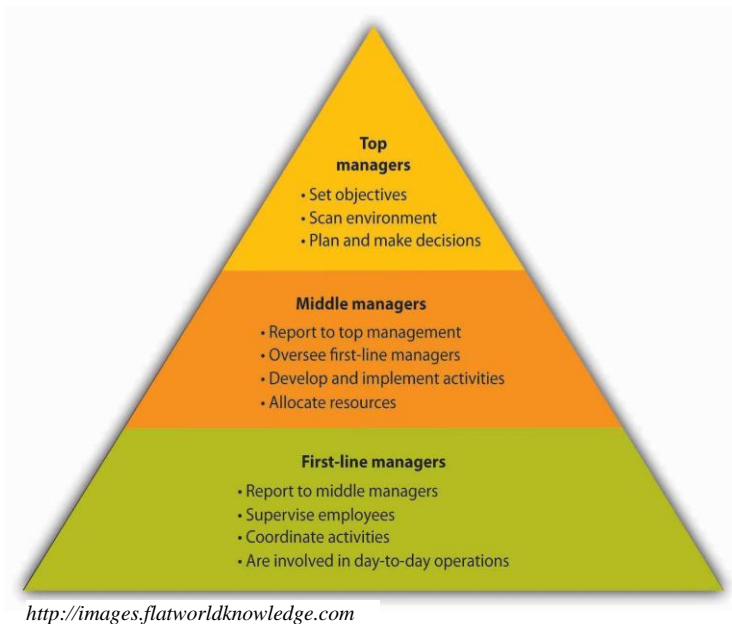 Top
managers
• Set objectives
• Scan environment
• Plan and make decisions
Middle managers
• Report to top management
• Oversee first-line managers
• Develop and implement activities
• Allocate resources
First-line managers
• Report to middle managers
• Supervise employees
• Coordinate activities
• Are involved in day-to-day operations
http://images.flatworldknowledge.com